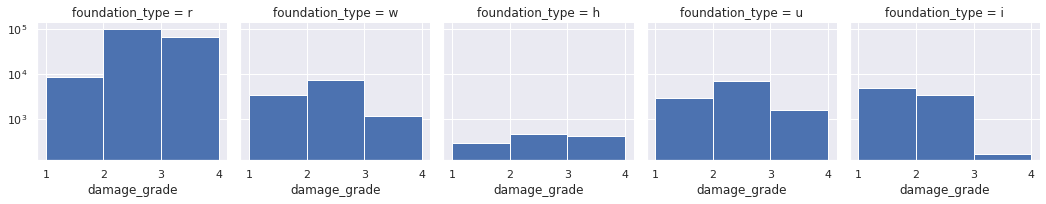 foundation_type = r
foundation_type = w
foundation_type = h
foundation_type = u
foundation_type = i
10⁵
10⁴
10³
1 2 3 4
1 2 3 4
1 2 3 4
1 2 3 4
1 2 3 4
damage_grade
damage_grade
damage_grade
damage_grade
damage_grade